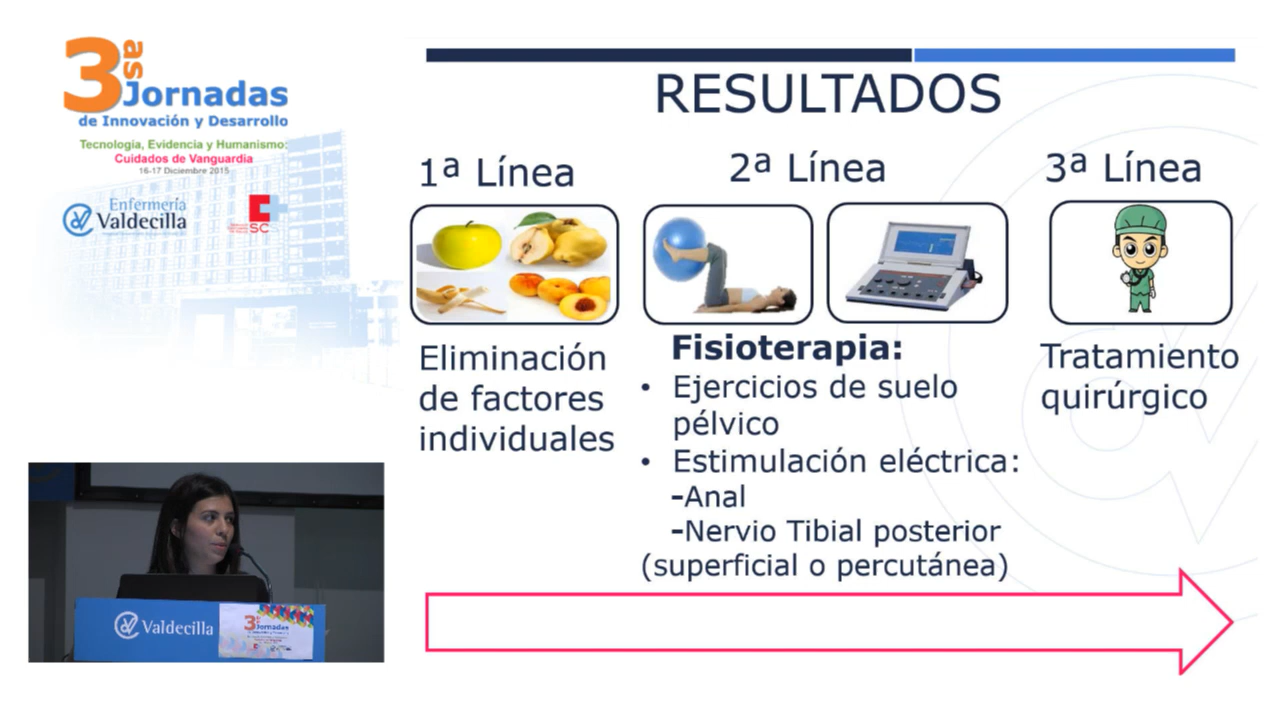 3as Jornadas
de Innovación y Desarrollo
Tecnología, Evidencia y Humanismo:
Cuidados de Vanguardia
16-17 Diciembre 2015
Enfermería
Valdecilla
SC
RESULTADOS
1ª Línea
2ª Línea
3ª Línea
Eliminación
de factores
individuales
Fisioterapia:
• Ejercicios de suelo
pélvico
• Estimulación eléctrica:
-Anal
-Nervio Tibial posterior
(superficial o percutánea)
Tratamiento
quirúrgico
Valdecilla
3as
Jornadas